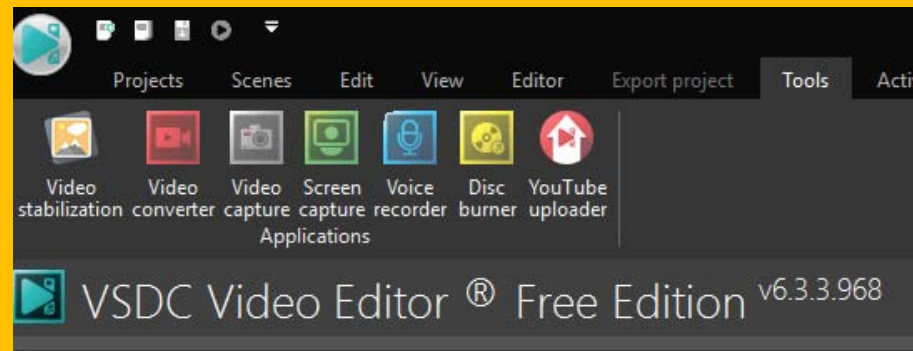 Projects Scenes Edit View Editor Export project Tools
Video stabilization Video converter Video capture Screen capture Voice recorder Disc burner YouTube uploader
Applications
VSDC Video Editor ® Free Edition v6.3.3.968